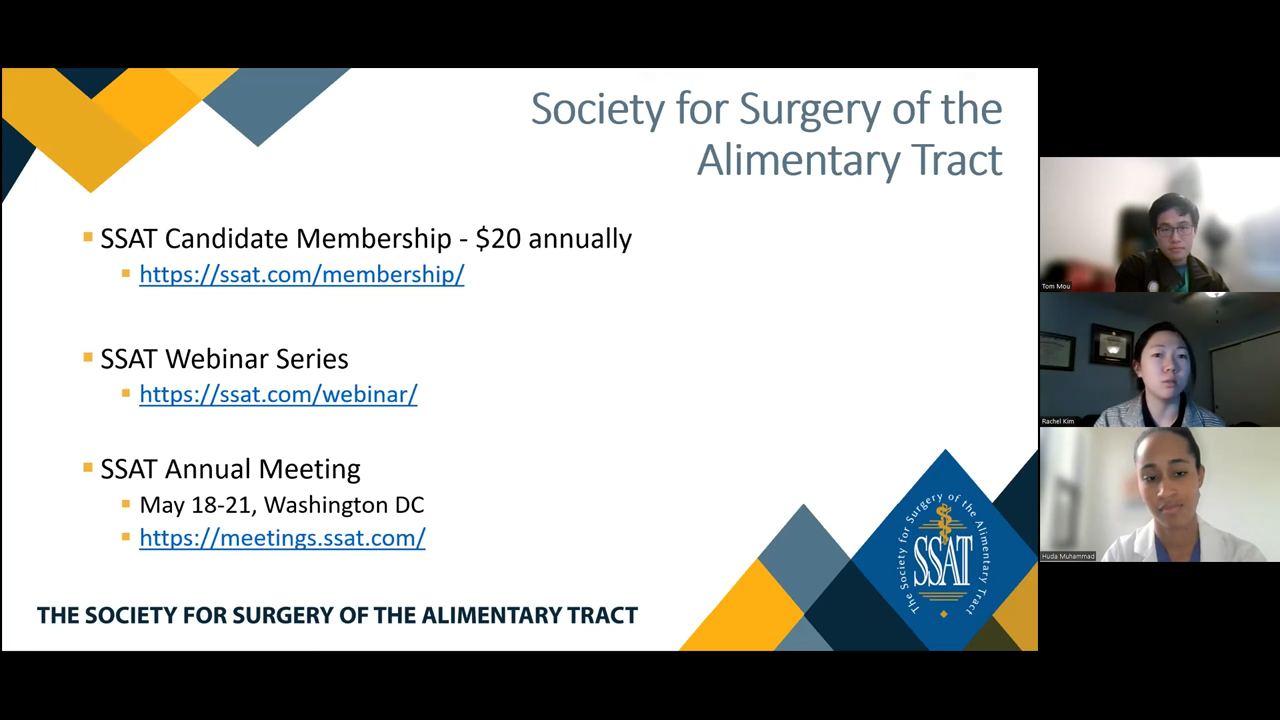 Society for Surgery of the
Alimentary Tract
SSAT Candidate Membership - $20 annually
https://ssat.com/membership/
SSAT Webinar Series
https://ssat.com/webinar/
SSAT Annual Meeting
May 18-21, Washington DC
https://meetings.ssat.com/
THE SOCIETY FOR SURGERY OF THE ALIMENTARY TRACT
The Society for Surgery of the Alimentary Tract
SSAT
Tom Mou
Rachel Kim
Huda Muhammad